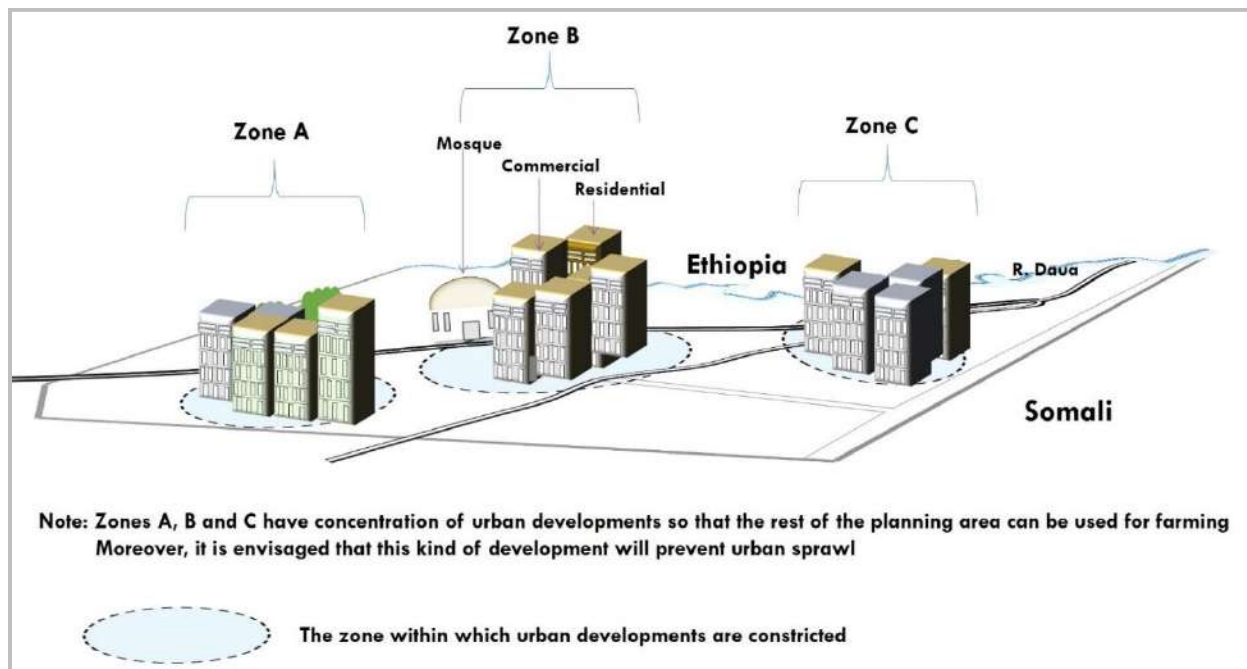 Zone B
Zone A
Zone C
Mosque
Commercial
Residential
Ethiopia
R. Daua
Somali
Note: Zones A, B and C have concentration of urban developments so that the rest of the planning area can be used for farming
Moreover, it is envisaged that this kind of development will prevent urban sprawl
The zone within which urban developments are constricted